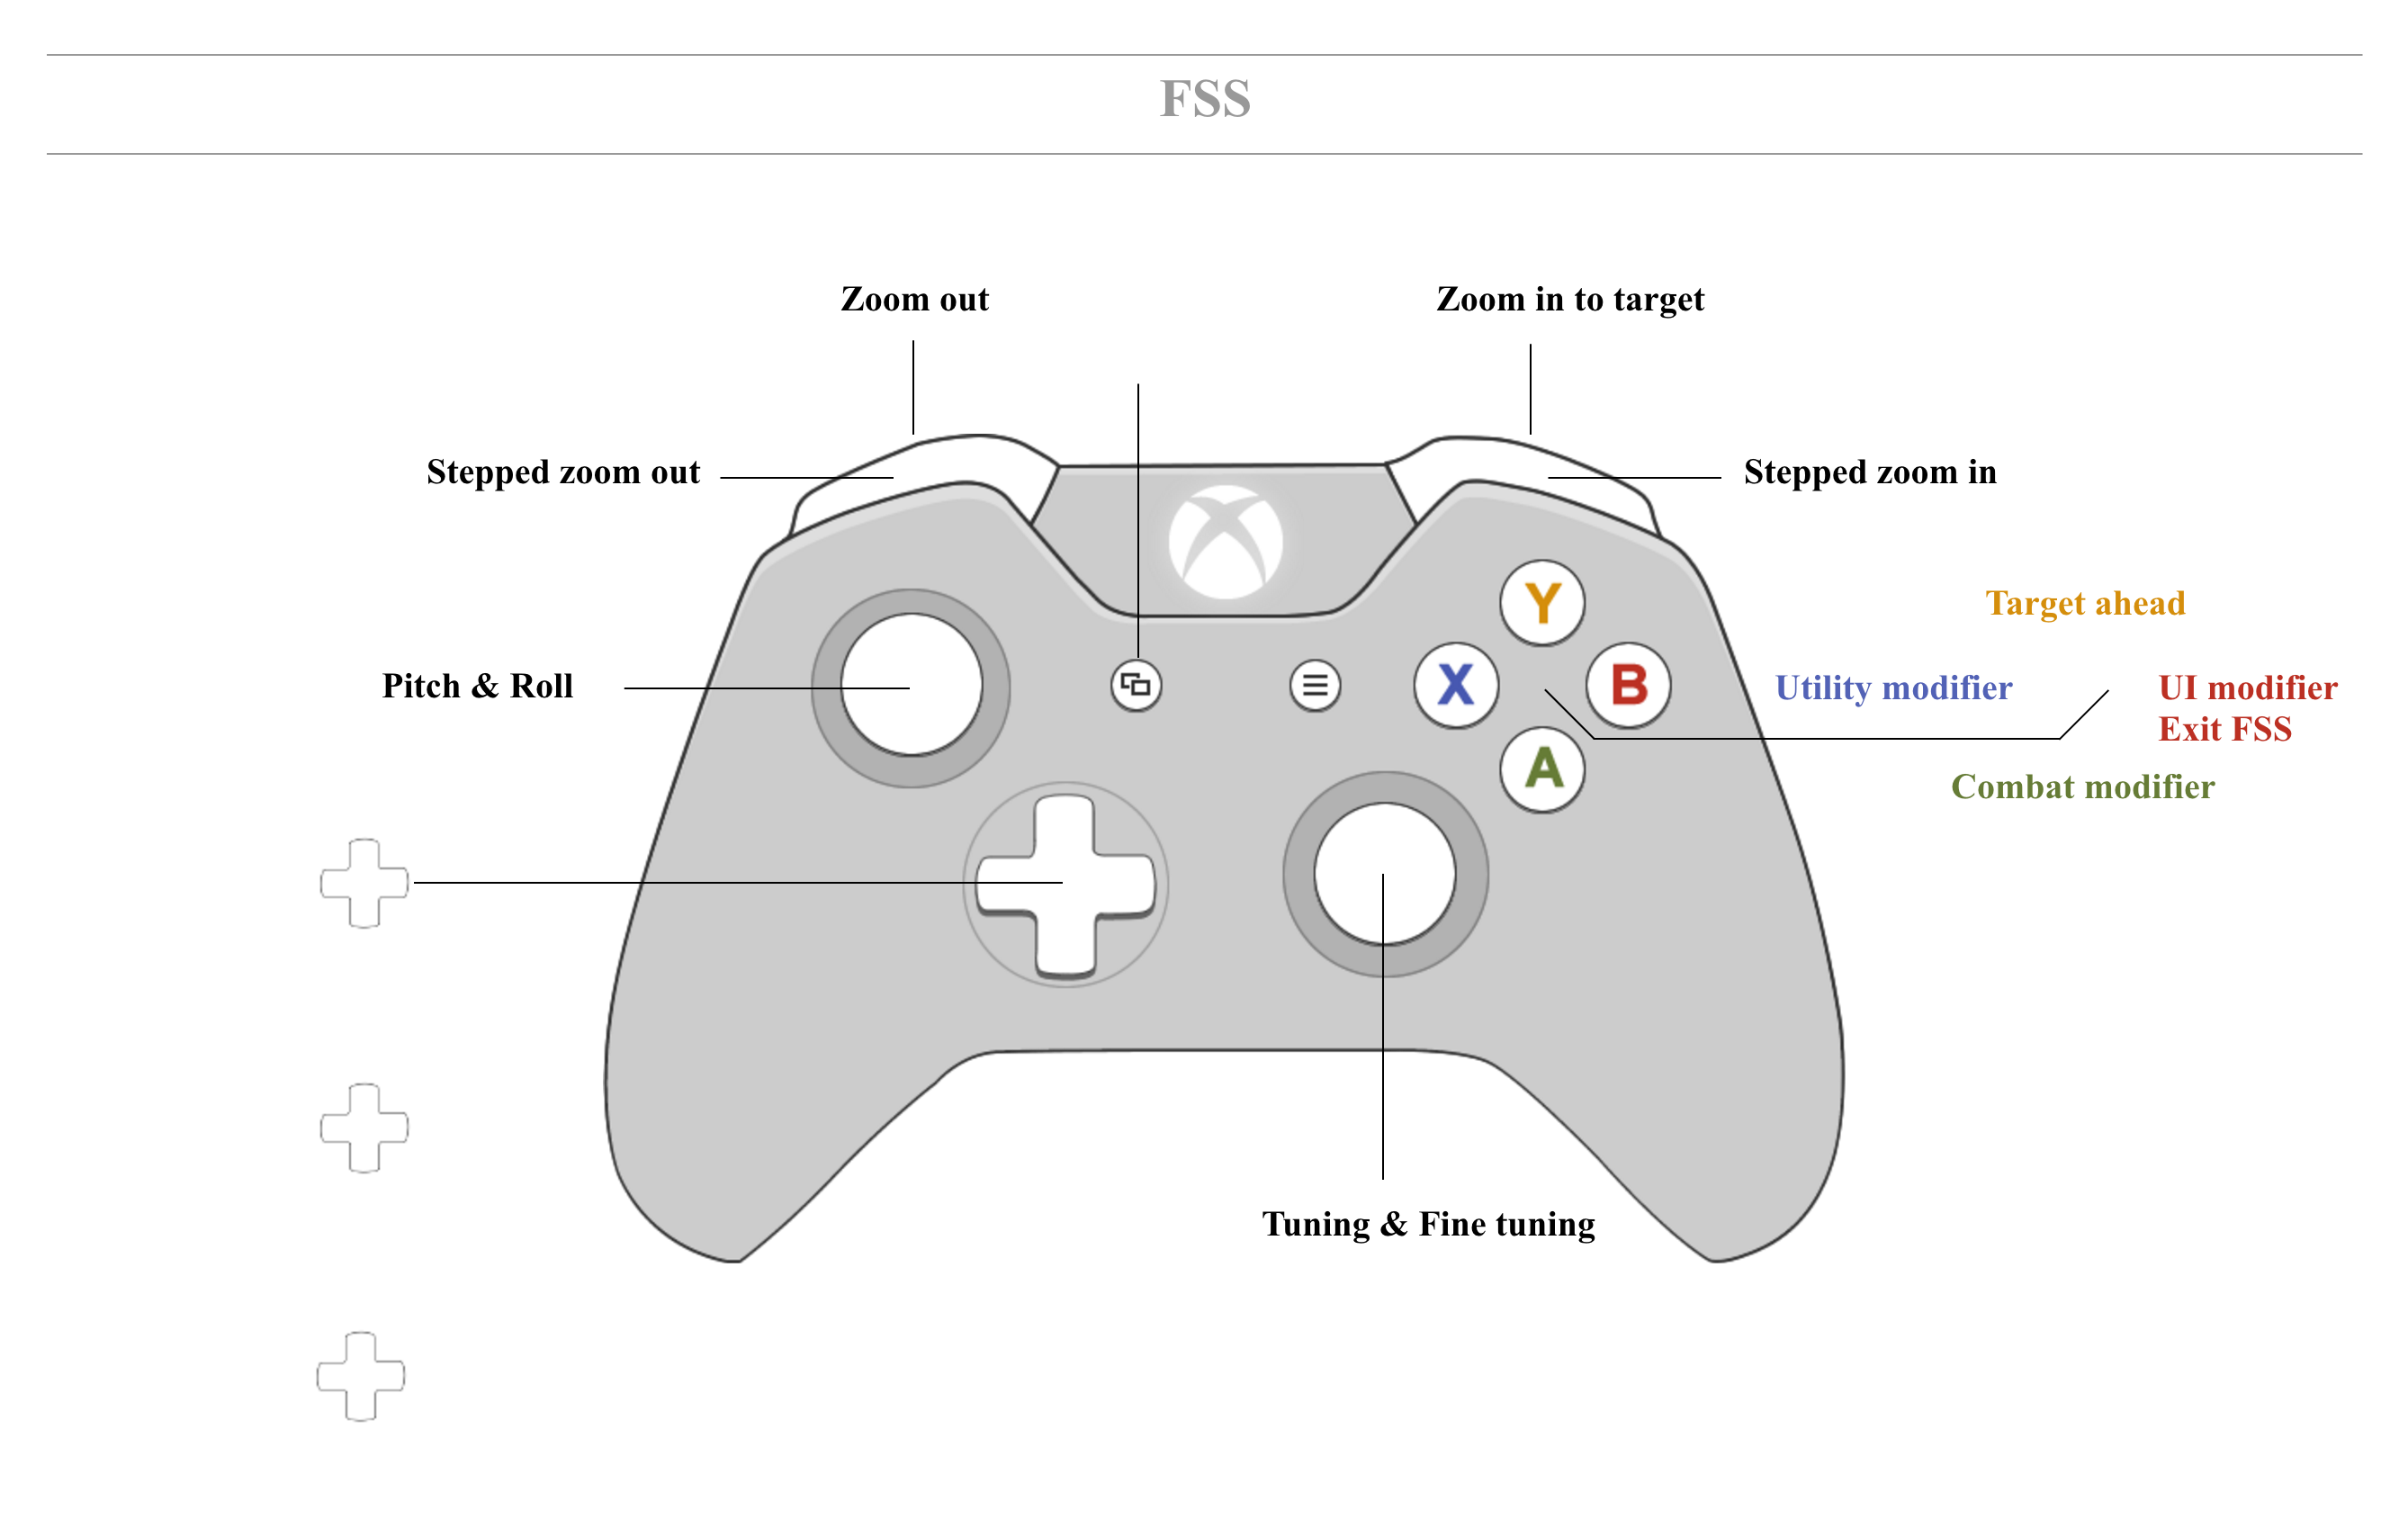 FSS
Zoom out
Zoom in to target
Stepped zoom out
Stepped zoom in
Y
Target ahead
Pitch & Roll
X
B
Utility modifier
UI modifier
Exit FSS
A
Combat modifier
Tuning & Fine tuning